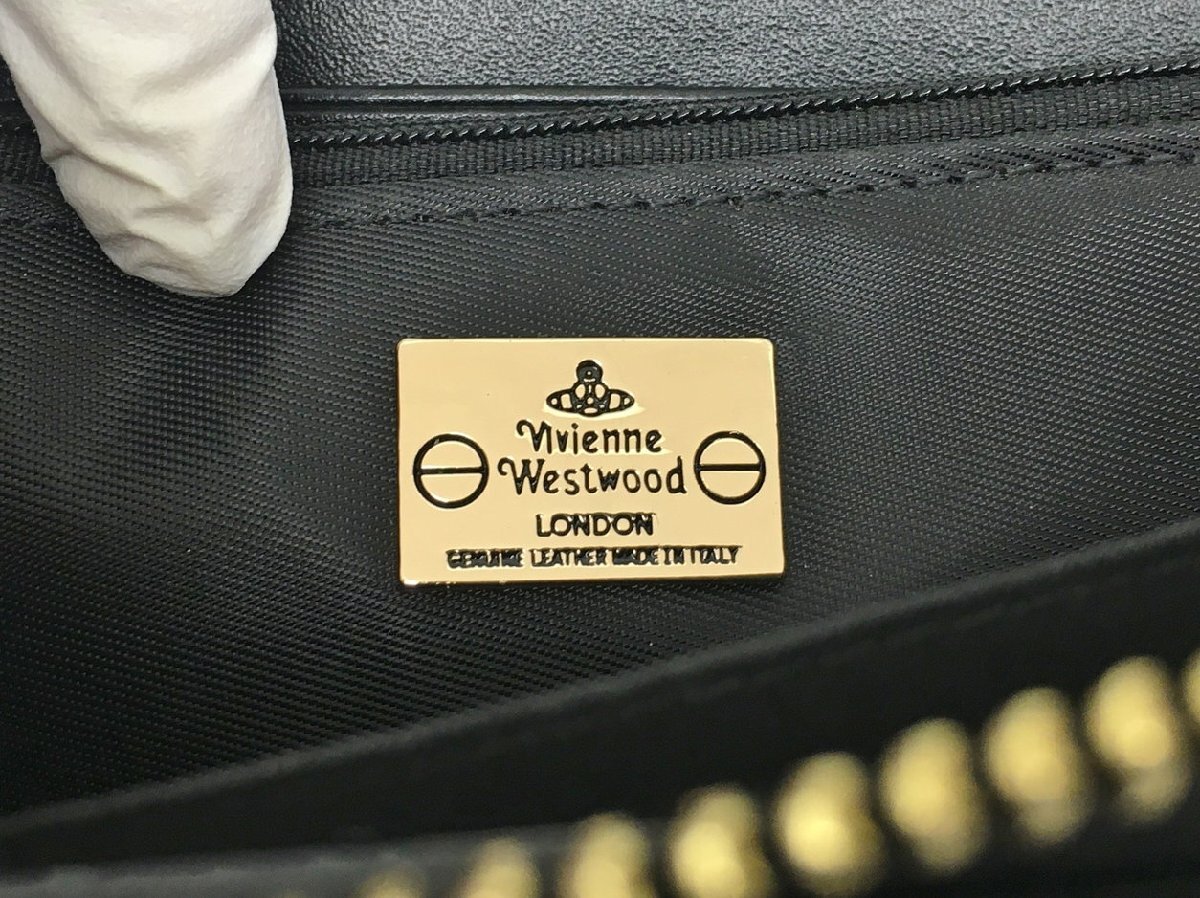 Vivienne
Westwood
LONDON
GENUINE LEATHER MADE IN ITALY